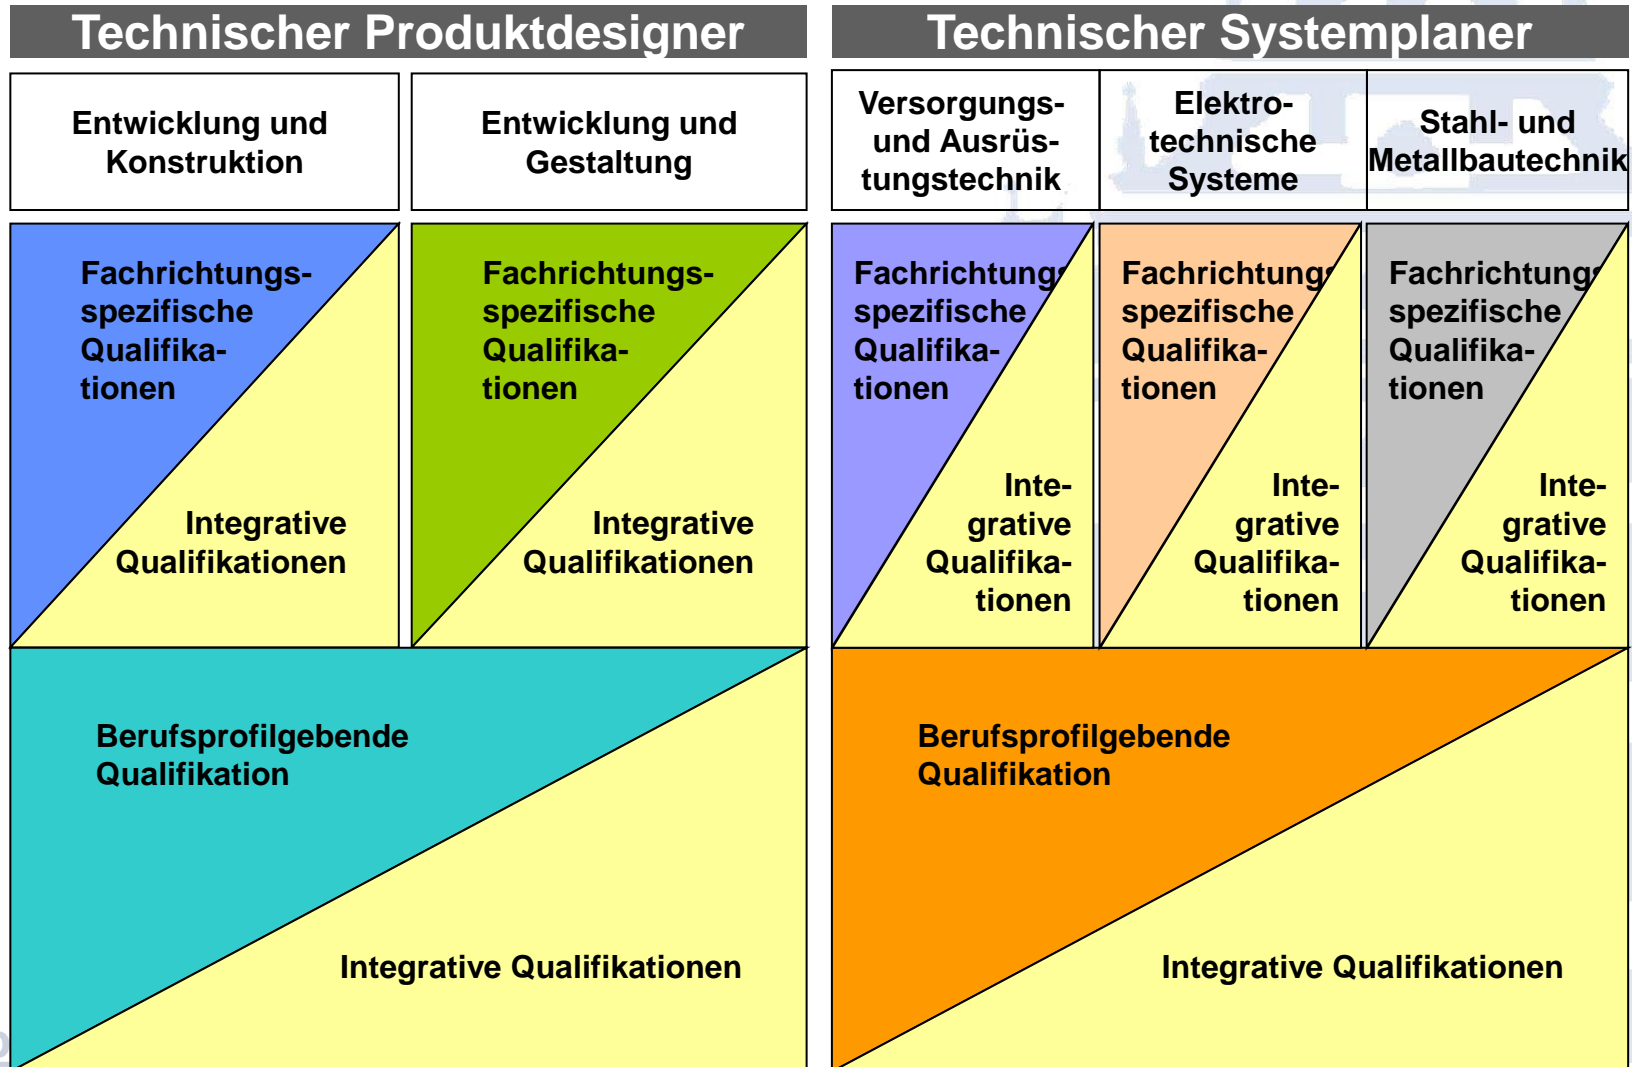 Technischer Produktdesigner
Entwicklung und
Konstruktion
Entwicklung und
Gestaltung
Fachrichtungs-
spezifische
Qualifika-
tionen
Integrative
Qualifikationen
Fachrichtungs-
spezifische
Qualifika-
tionen
Integrative
Qualifikationen
Berufsprofilgebende
Qualifikation
Integrative Qualifikationen
Technischer Systemplaner
Versorgungs-
und Ausrüs-
tungstechnik
Elektro-
technische
Systeme
Stahl- und
Metallbautechnik
Fachrichtungs
spezifische
Qualifika-
tionen
Inte-
grative
Qualifika-
tionen
Fachrichtungs
spezifische
Qualifika-
tionen
Inte-
grative
Qualifika-
tionen
Fachrichtungs
spezifische
Qualifika-
tionen
Inte-
grative
Qualifika-
tionen
Berufsprofilgebende
Qualifikation
Integrative Qualifikationen